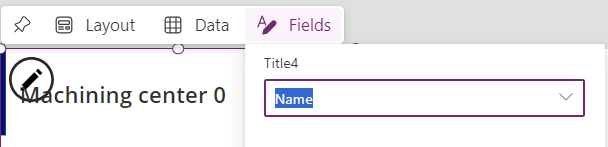 Layout Data Fields
Title4
Machining center 0
Name